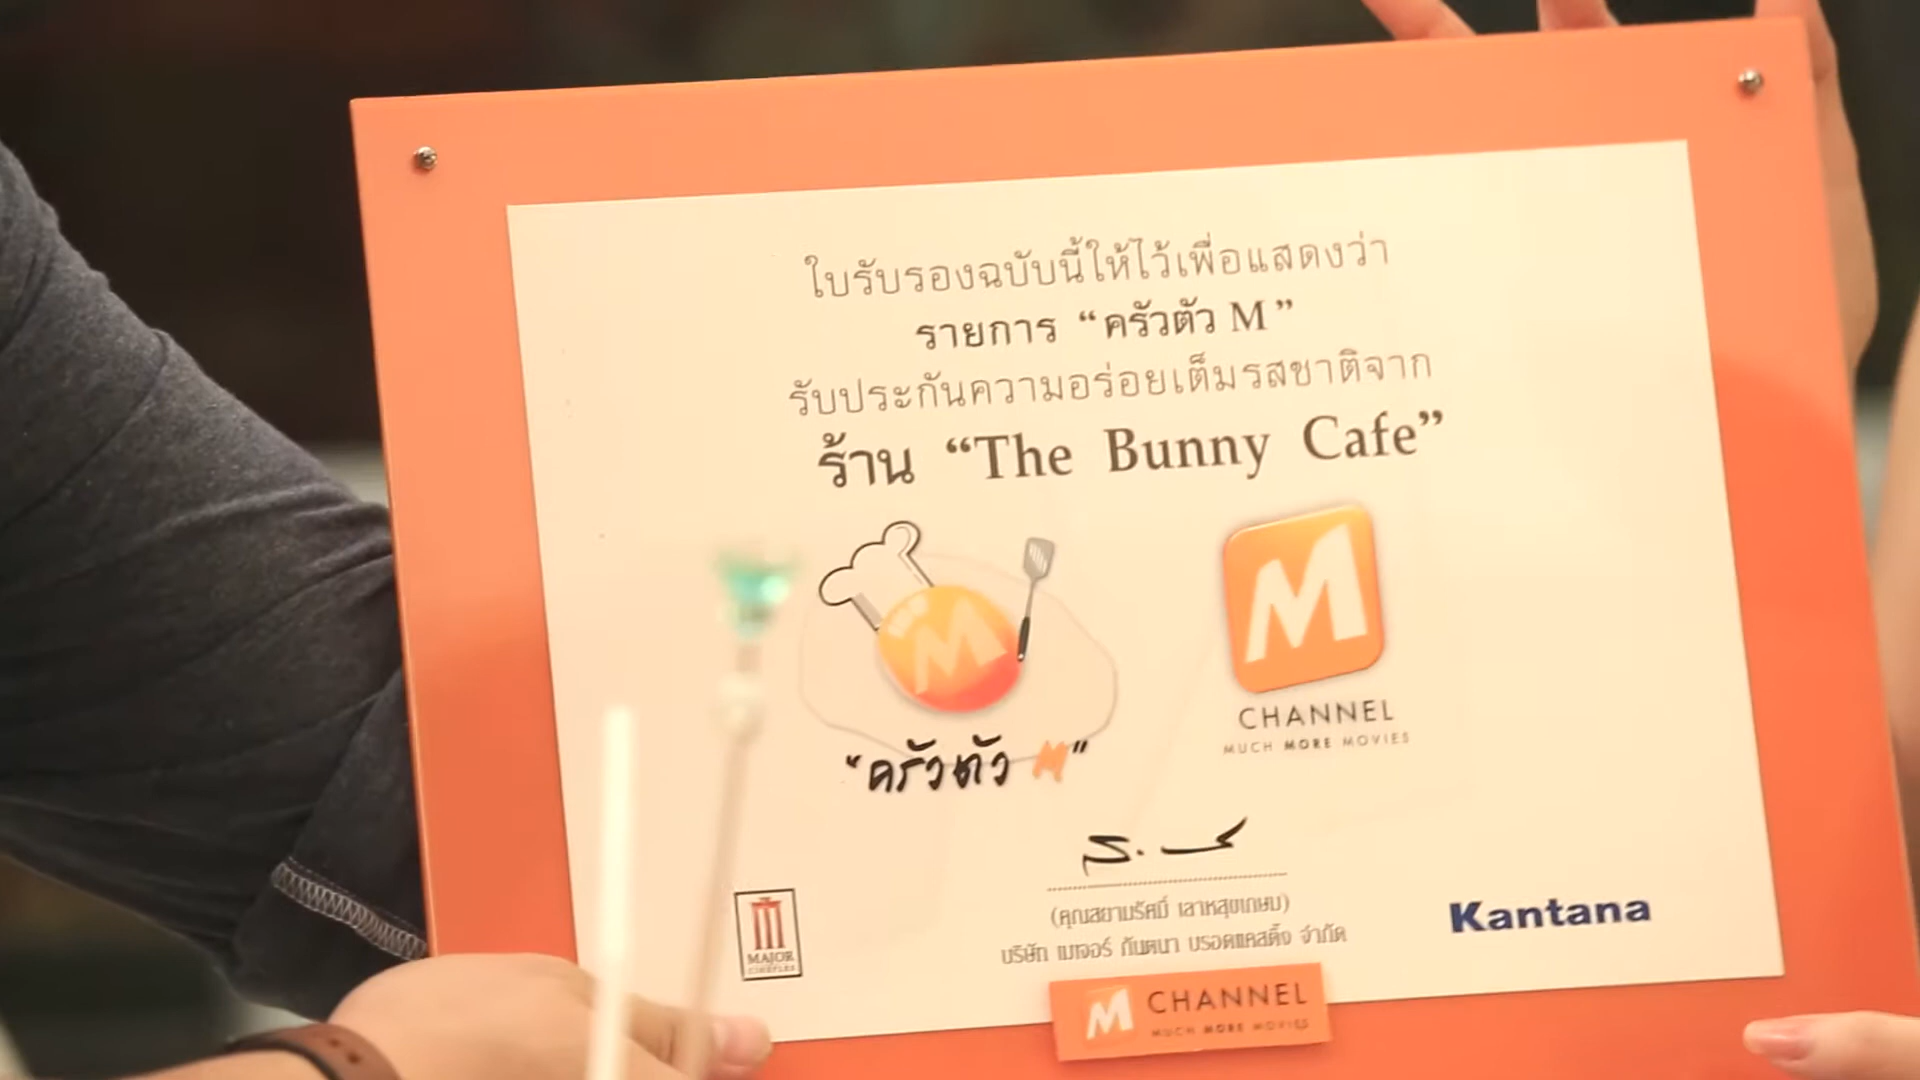 ใบรับรองฉบับนี้ให้ไว้เพื่อแสดงว่า
รายการ “ครัวตัว M”
รับประกันความอร่อยเต็มรสชาติจาก
ร้าน “The Bunny Cafe”
M
M
CHANNEL
MUCH MORE MOVIES
“ครัวตัว M”
(คุณสยามรัศมิ์ เลาหสุขเกษม)
บริษัท เมเจอร์ กันตนา บรอดแคสติ้ง จำกัด
MAJOR
CINEPLEX
Kantana
M CHANNEL
MUCH MORE MOVIES